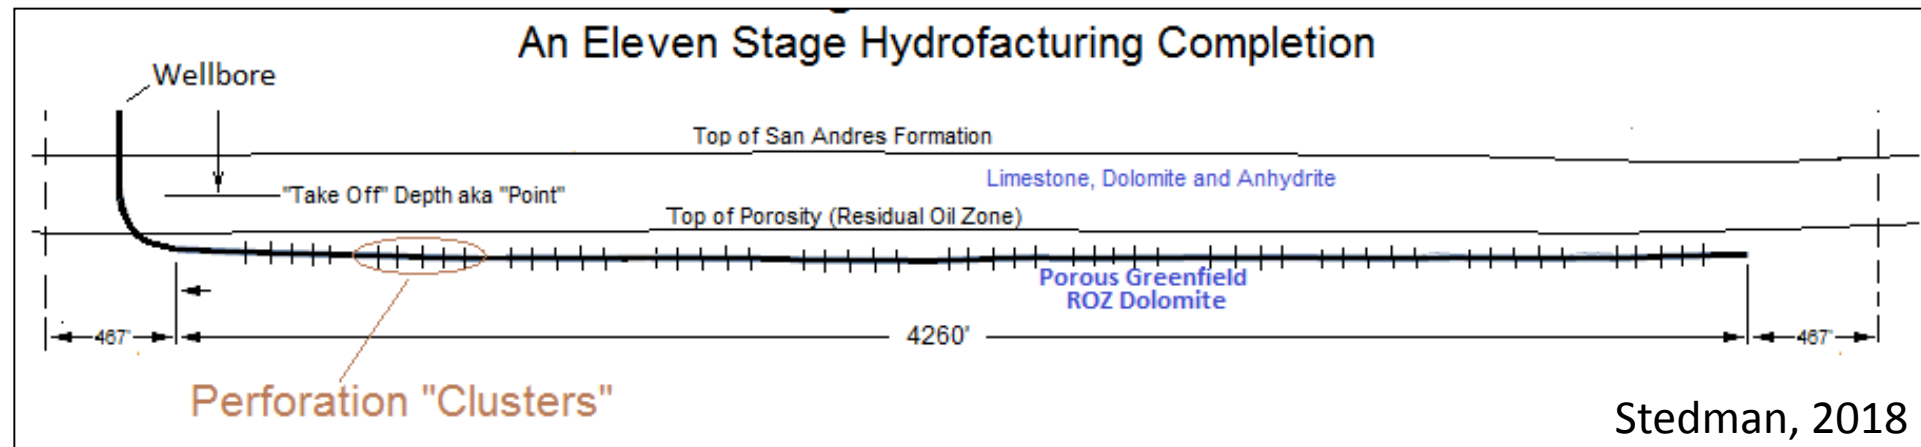 An Eleven Stage Hydrofacturing Completion
Wellbore
Top of San Andres Formation
Limestone, Dolomite and Anhydrite
"Take Off" Depth aka "Point"
Top of Porosity (Residual Oil Zone)
Porous Greenfield
ROZ Dolomite
467'
4260'
467'
Perforation "Clusters"
Stedman, 2018